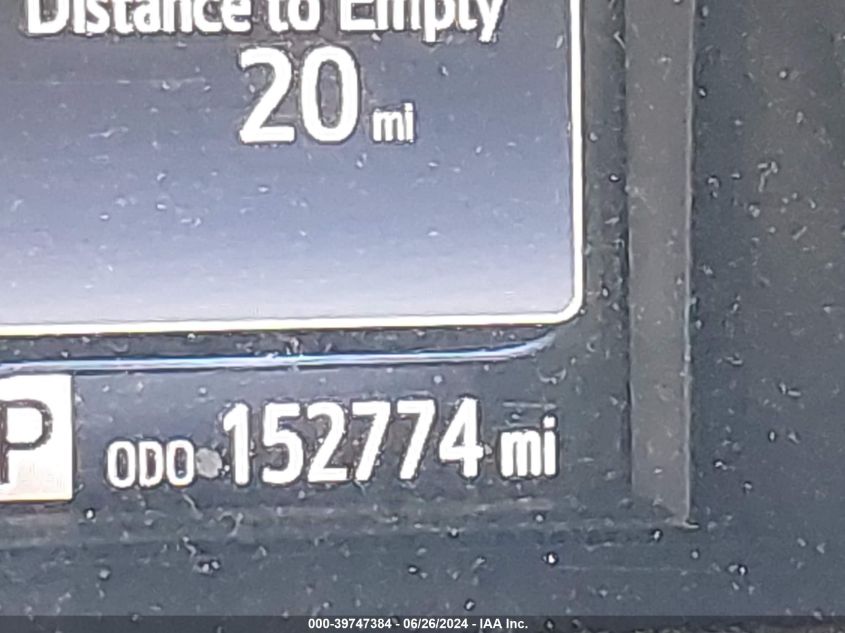 Distance to Empty
20 mi
P ODO 152774 mi
000-39747384 - 06/26/2024 - IAA Inc.